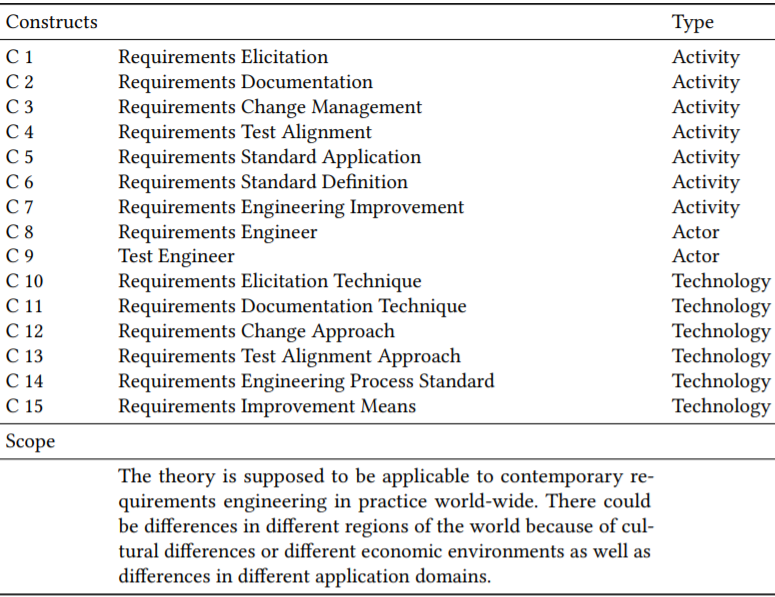 Constructs Type
C 1 Requirements Elicitation Activity
C 2 Requirements Documentation Activity
C 3 Requirements Change Management Activity
C 4 Requirements Test Alignment Activity
C 5 Requirements Standard Application Activity
C 6 Requirements Standard Definition Activity
C 7 Requirements Engineering Improvement Activity
C 8 Requirements Engineer Actor
C 9 Test Engineer Actor
C 10 Requirements Elicitation Technique Technology
C 11 Requirements Documentation Technique Technology
C 12 Requirements Change Approach Technology
C 13 Requirements Test Alignment Approach Technology
C 14 Requirements Engineering Process Standard Technology
C 15 Requirements Improvement Means Technology
Scope
The theory is supposed to be applicable to contemporary re-
quirements engineering in practice world-wide. There could
be differences in different regions of the world because of cul-
tural differences or different economic environments as well as
differences in different application domains.